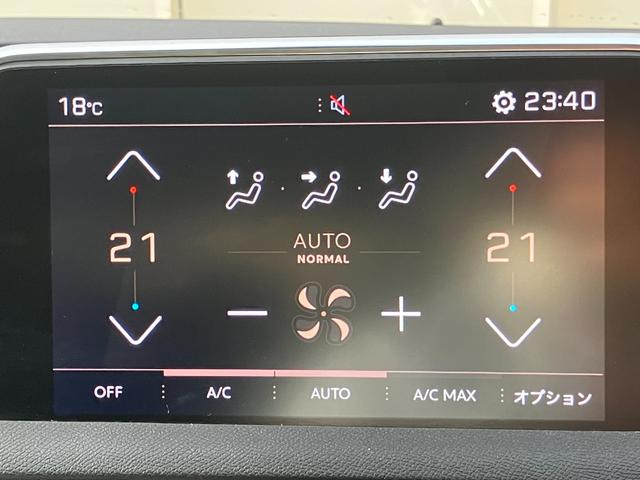 18°C 23:40
21 AUTO 21
NORMAL
OFF A/C AUTO A/C MAX オプション